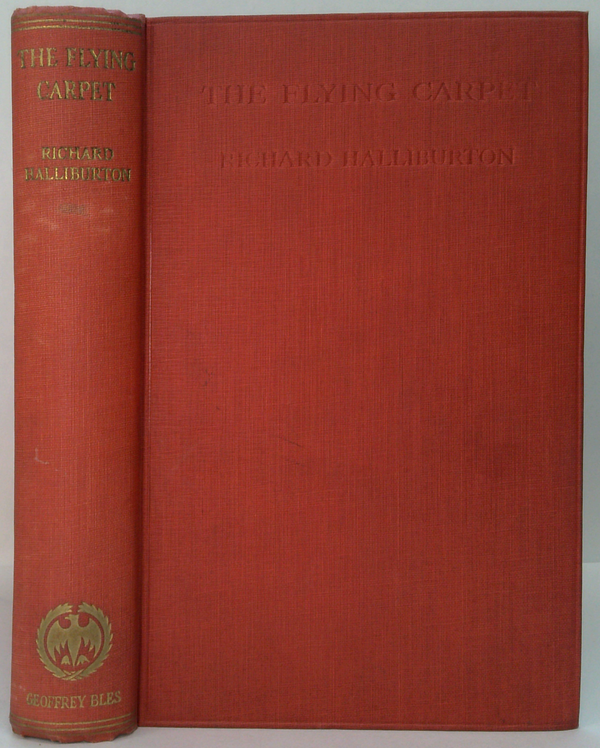 THE FLYING
CARPET
RICHARD
HALLIBURTON
GEOFFREY BLES
THE FLYING CARPET
RICHARD HALLIBURTON